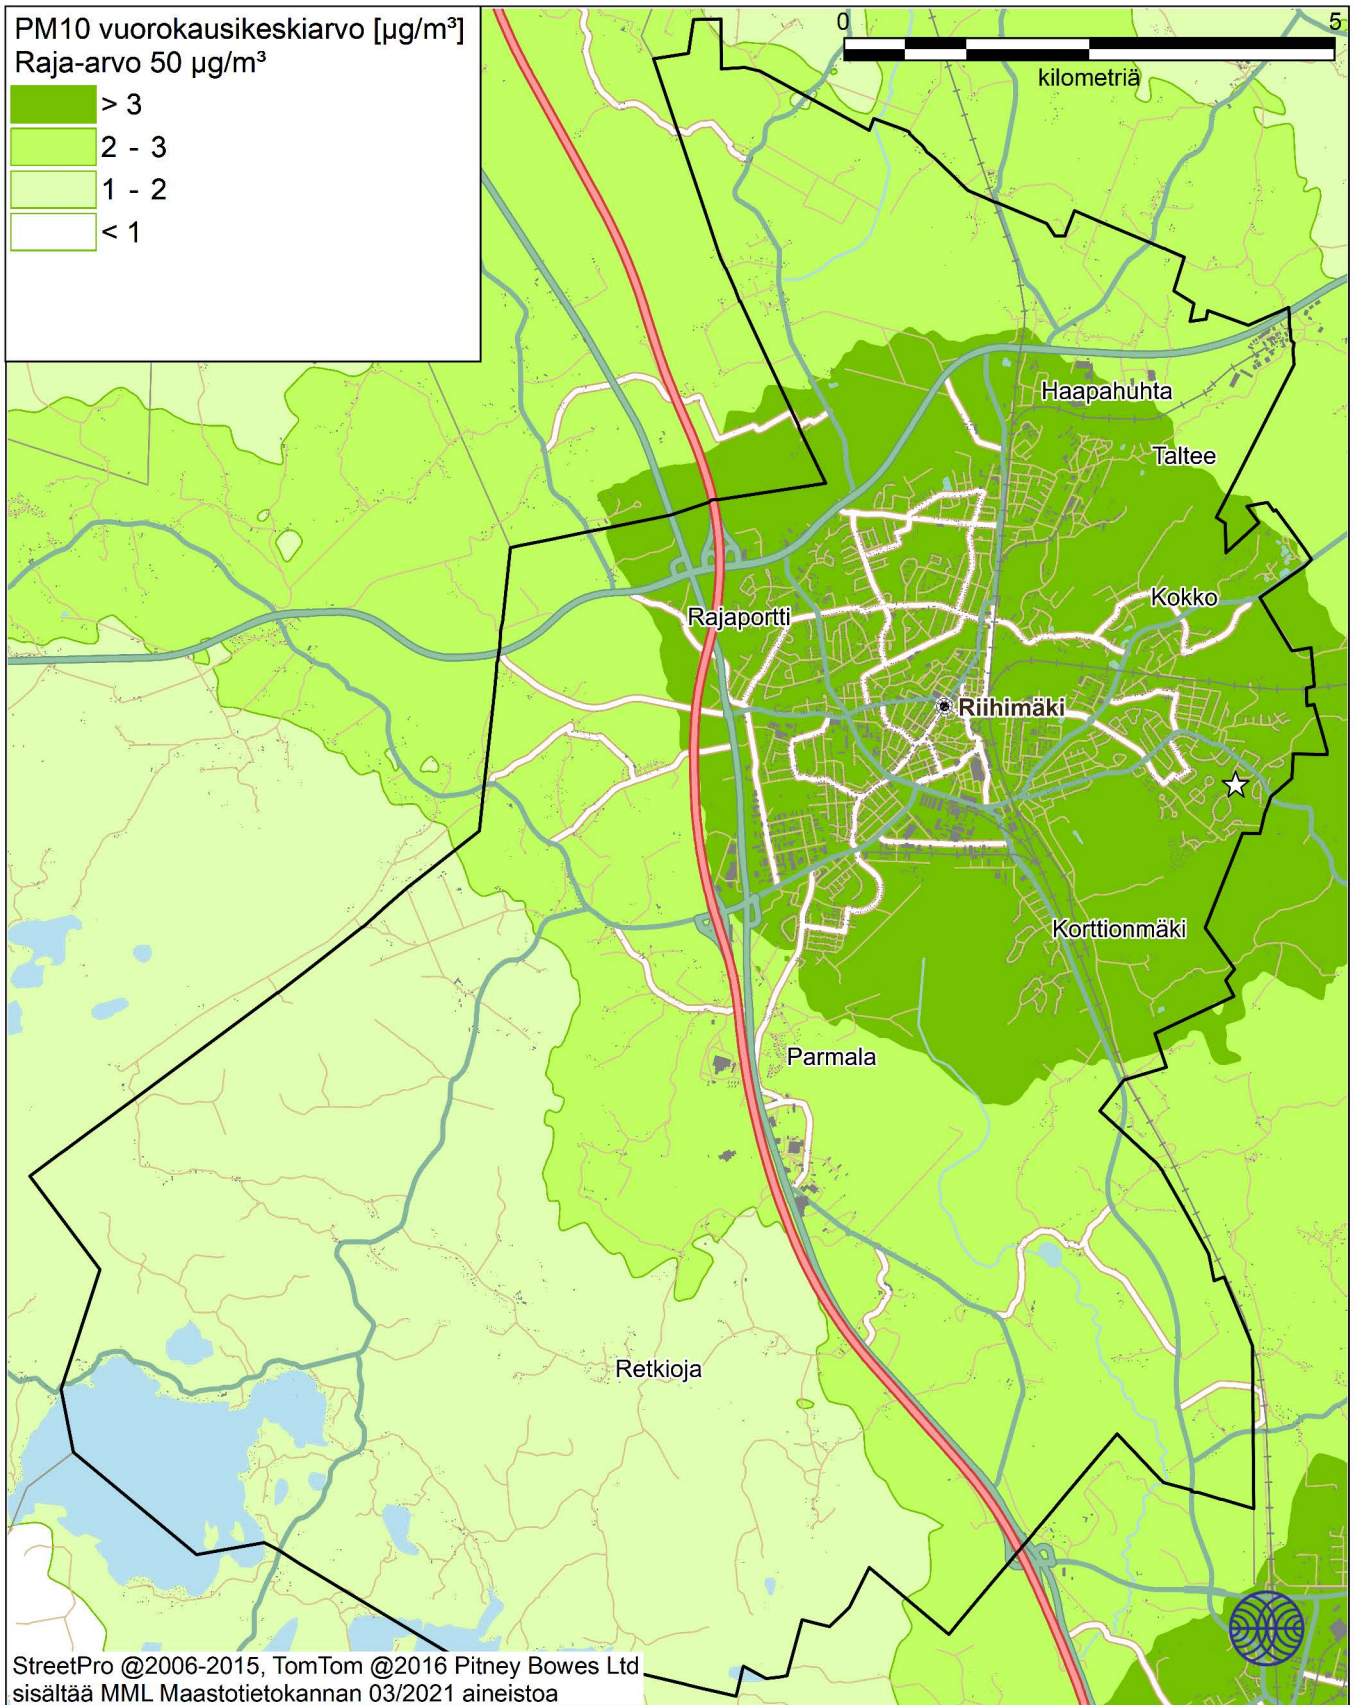 PM10 vuorokausikeskiarvo [µg/m³]
Raja-arvo 50 µg/m³
> 3
2 - 3
1 - 2
< 1
0 5
kilometriä
Haapahuhta
Taltee
Kokko
Rajaportti
Riihimäki
Korttionmäki
Parmala
Retkioja
StreetPro @2006-2015, TomTom @2016 Pitney Bowes Ltd
sisältää MML Maastotietokannan 03/2021 aineistoa